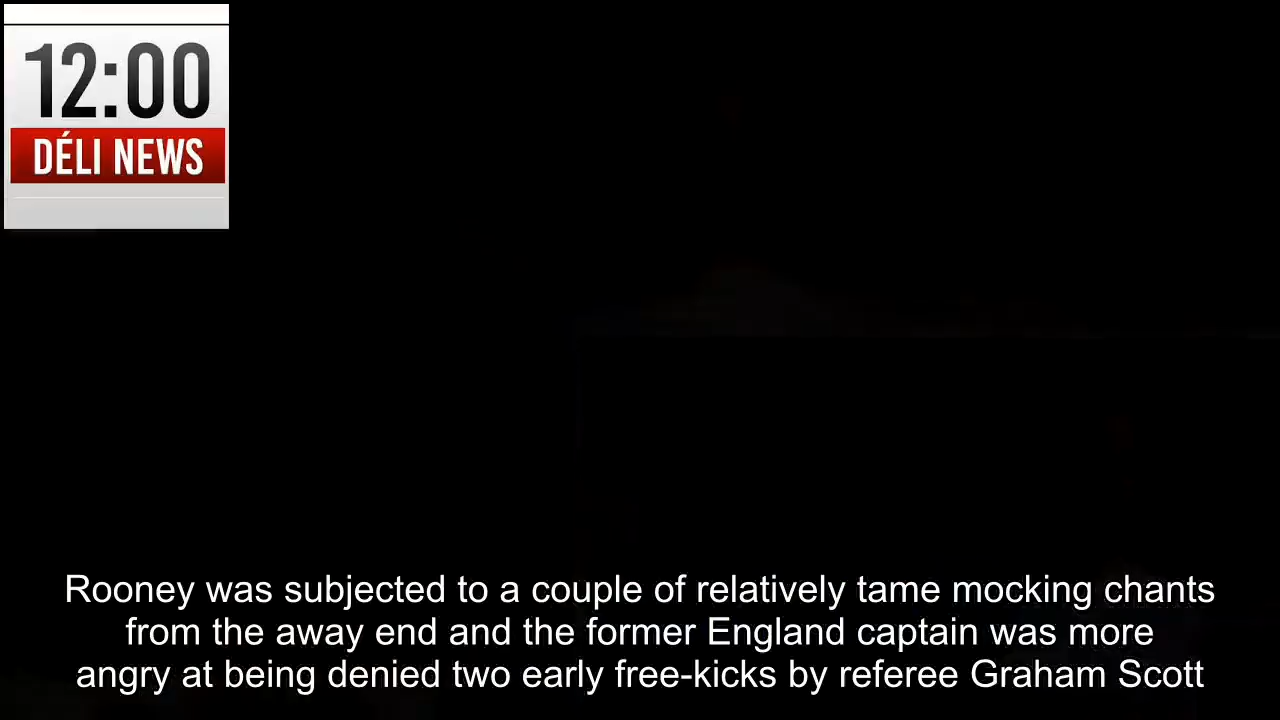 12:00
DÉLI NEWS
Rooney was subjected to a couple of relatively tame mocking chants
from the away end and the former England captain was more
angry at being denied two early free-kicks by referee Graham Scott